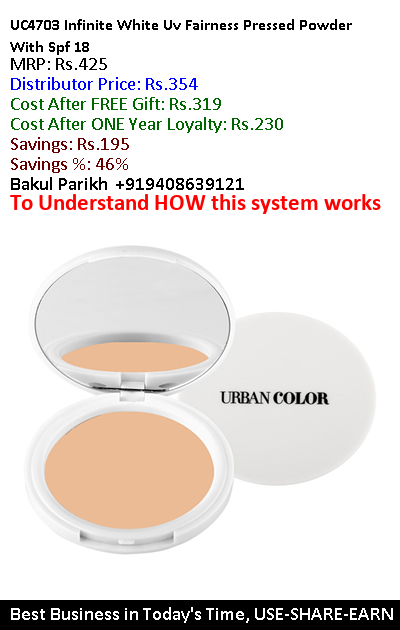 UC4703 Infinite White Uv Fairness Pressed Powder
With Spf 18
MRP: Rs.425
Distributor Price: Rs.354
Cost After FREE Gift: Rs.319
Cost After ONE Year Loyalty: Rs.230
Savings: Rs.195
Savings %: 46%
Bakul Parikh +919408639121
To Understand HOW this system works
URBAN COLOR
Best Business in Today's Time, USE-SHARE-EARN